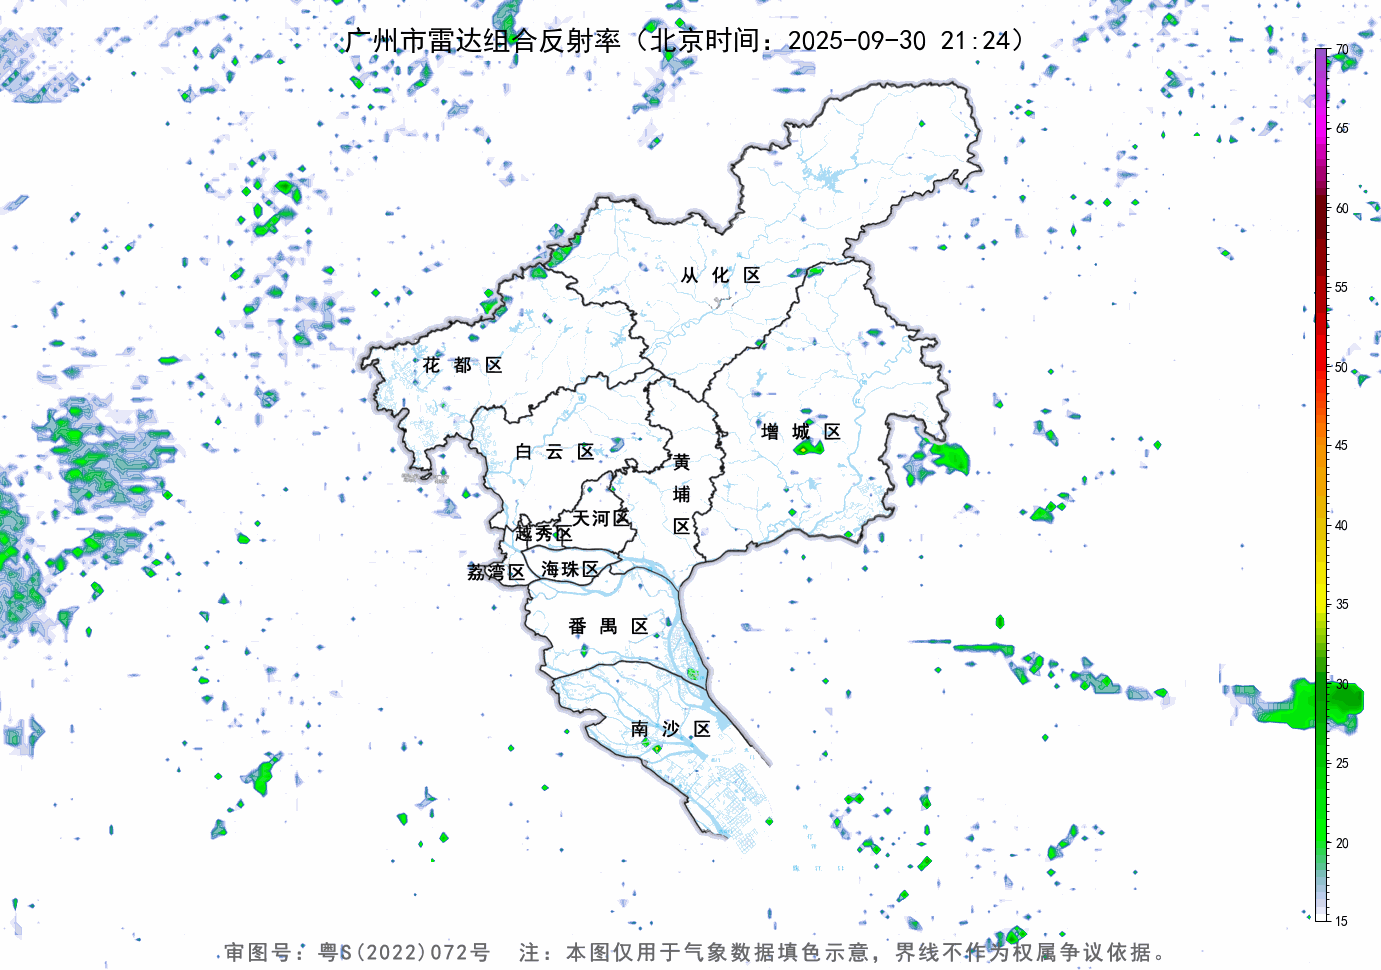 广州市雷达组合反射率（北京时间：2025-09-30 21:24）
70
65
60
55
50
45
40
35
30
25
20
15
从化区
花都区
增城区
白云区
黄埔区
天河区
越秀区
荔湾区
海珠区
番禺区
南沙区
审图号：粤S(2022)072号 注：本图仅用于气象数据填色示意，界线不作为权属争议依据。